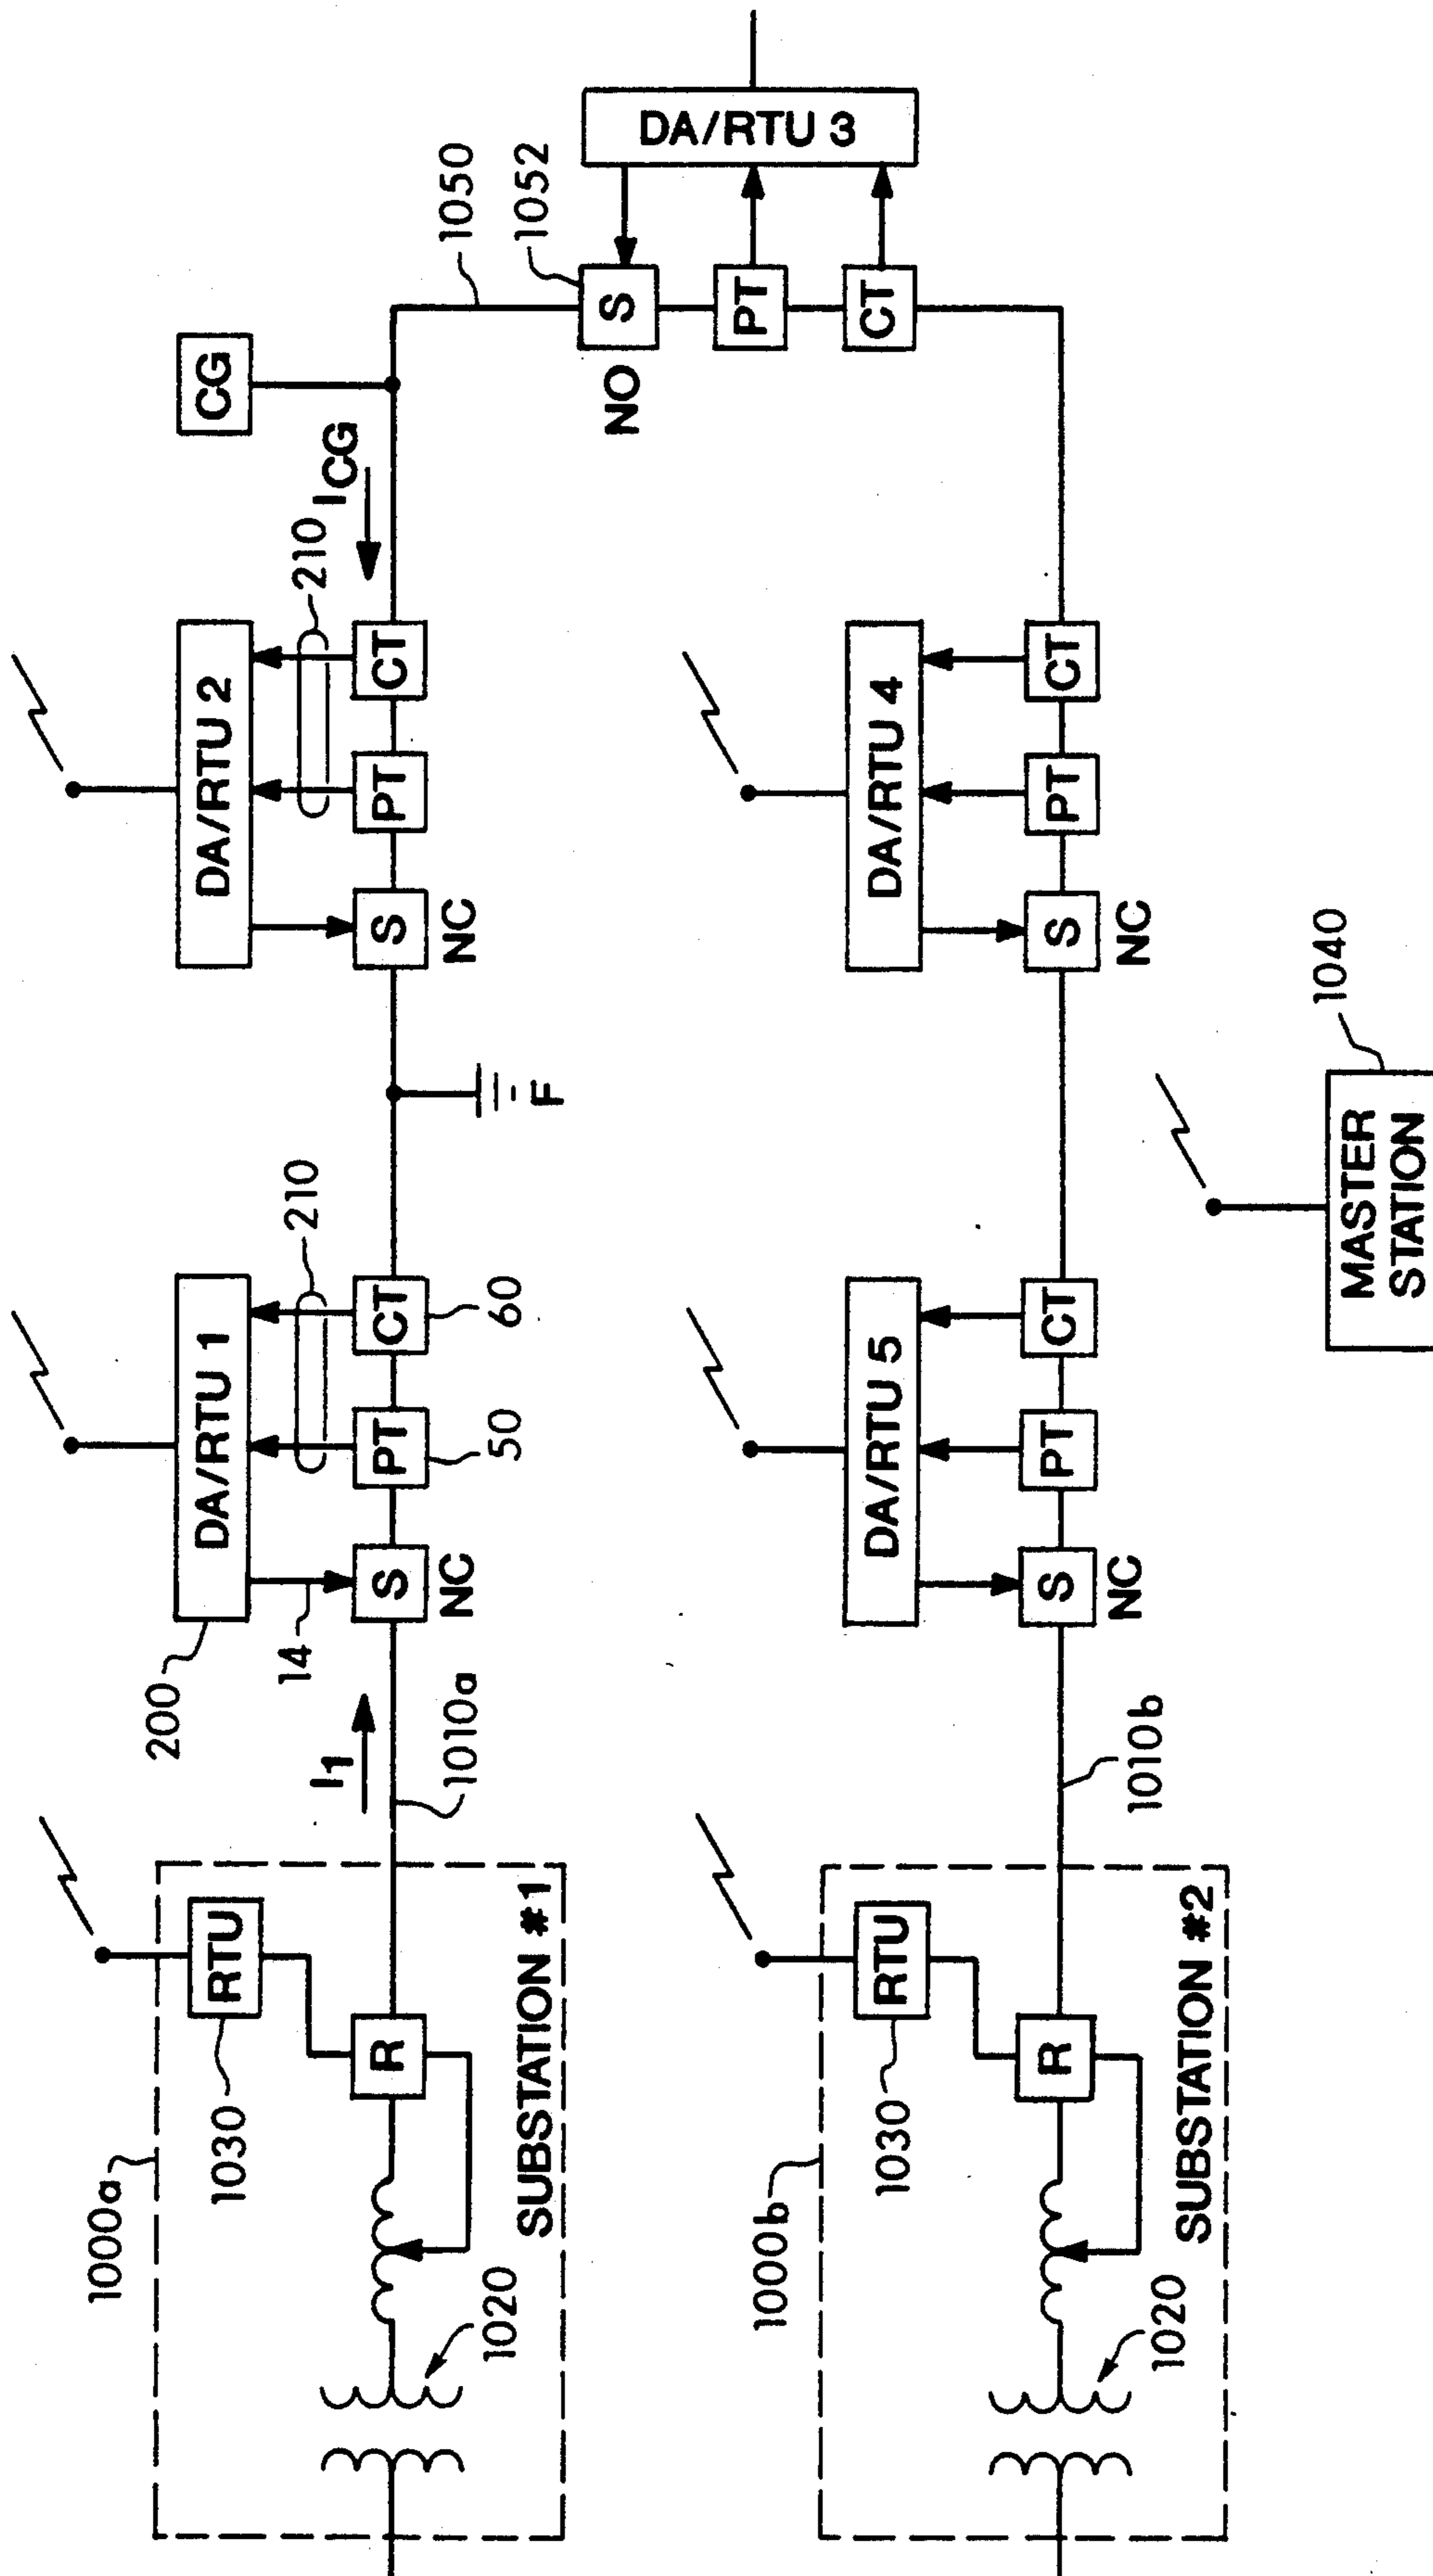 1000a
1030
RTU
R
1020
SUBSTATION #1
I1
1010a
200
14
DA/RTU 1
210
S
PT
CT
NC
50
60
F
DA/RTU 2
210
S
PT
CT
NC
ICG
CG
1050
1052
S
PT
CT
NO
DA/RTU 3
1000b
1030
RTU
R
1020
SUBSTATION #2
1010b
DA/RTU 5
S
PT
CT
NC
DA/RTU 4
S
PT
CT
NC
1040
MASTER
STATION